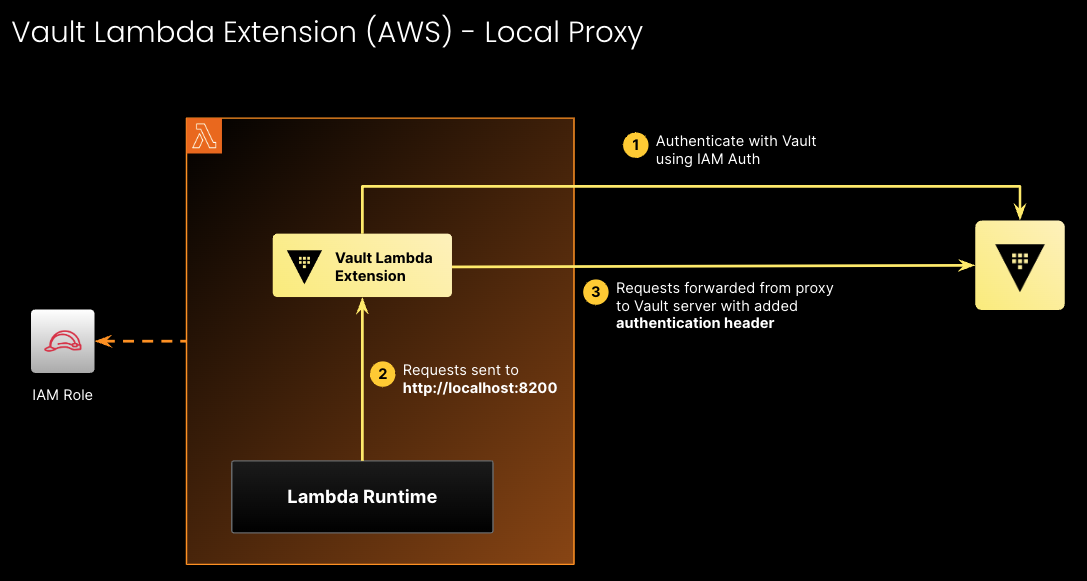 Vault Lambda Extension (AWS) - Local Proxy
1
Authenticate with Vault
using IAM Auth
Vault Lambda
Extension
3
Requests forwarded from proxy
to Vault server with added
authentication header
2
Requests sent to
http://localhost:8200
IAM Role
Lambda Runtime